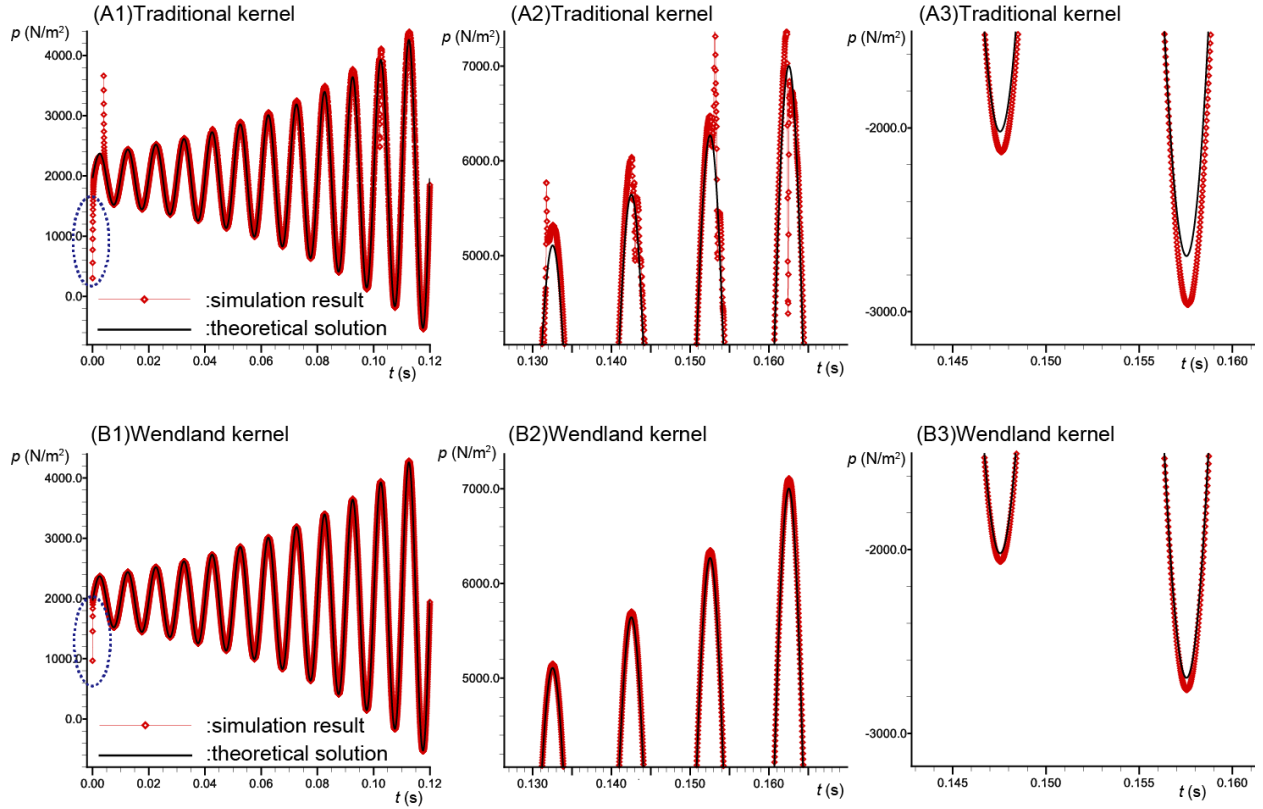 (A1)Traditional kernel
p (N/m²)
4000.0
3000.0
2000.0
1000.0
0.0
:simulation result
:theoretical solution
0.00 0.02 0.04 0.06 0.08 0.10 0.12
t (s)
(A2)Traditional kernel
p (N/m²)
7000.0
6000.0
5000.0
0.130 0.140 0.150 0.160
t (s)
(A3)Traditional kernel
p (N/m²)
-2000.0
-3000.0
0.145 0.150 0.155 0.160
t (s)
(B1)Wendland kernel
p (N/m²)
4000.0
3000.0
2000.0
1000.0
0.0
:simulation result
:theoretical solution
0.00 0.02 0.04 0.06 0.08 0.10 0.12
t (s)
(B2)Wendland kernel
p (N/m²)
7000.0
6000.0
5000.0
0.130 0.140 0.150 0.160
t (s)
(B3)Wendland kernel
p (N/m²)
-2000.0
-3000.0
0.145 0.150 0.155 0.160
t (s)